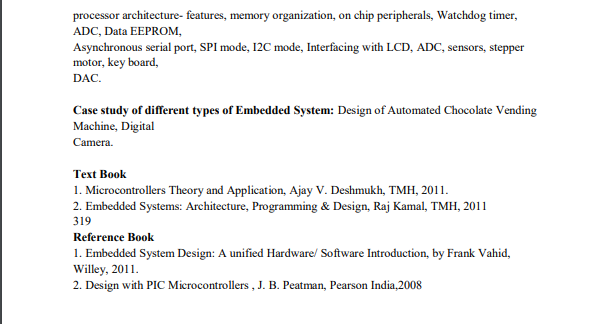 processor architecture- features, memory organization, on chip peripherals, Watchdog timer,
ADC, Data EEPROM,
Asynchronous serial port, SPI mode, I2C mode, Interfacing with LCD, ADC, sensors, stepper
motor, key board,
DAC.
Case study of different types of Embedded System: Design of Automated Chocolate Vending
Machine, Digital
Camera.
Text Book
1. Microcontrollers Theory and Application, Ajay V. Deshmukh, TMH, 2011.
2. Embedded Systems: Architecture, Programming & Design, Raj Kamal, TMH, 2011
319
Reference Book
1. Embedded System Design: A unified Hardware/ Software Introduction, by Frank Vahid,
Willey, 2011.
2. Design with PIC Microcontrollers , J. B. Peatman, Pearson India,2008